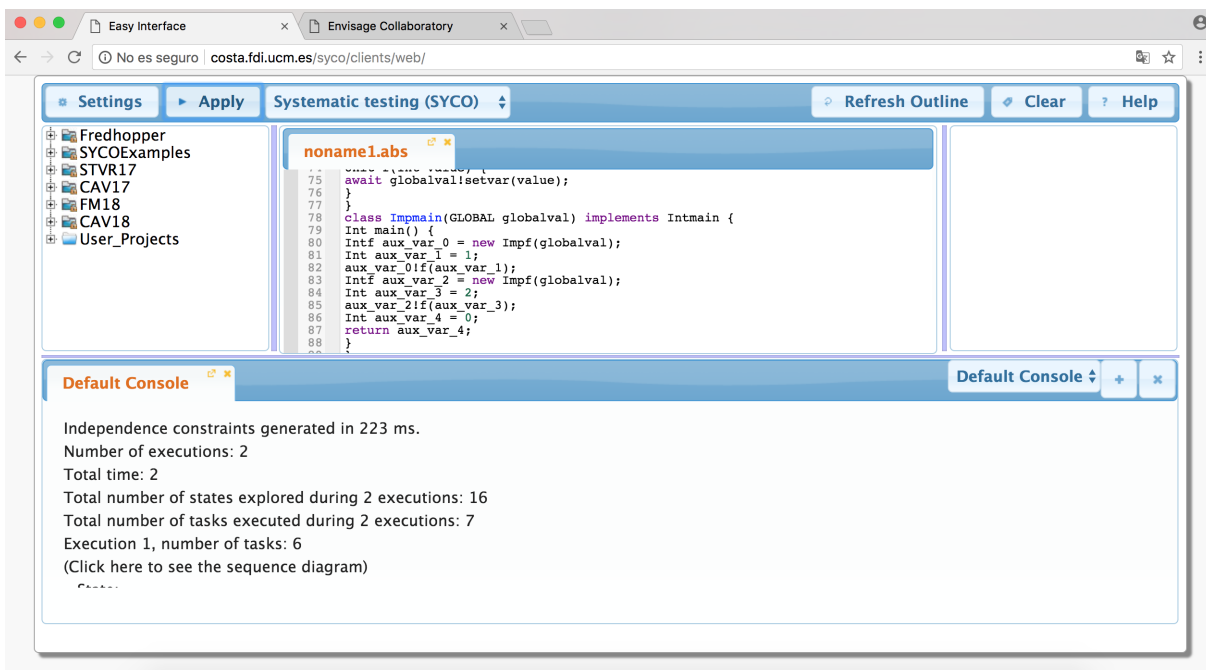 Easy Interface
Envisage Collaboratory
No es seguro costa.fdi.ucm.es/syco/clients/web/
Settings Apply Systematic testing (SYCO) Refresh Outline Clear ? Help
Fredhopper
SYCOExamples
STVR17
CAV17
FM18
CAV18
User_Projects
noname1.abs
75 await globalval!setvar(value);
76 }
77 }
78 class Impmain(GLOBAL globalval) implements Intmain {
79 Int main() {
80 Intf aux_var_0 = new Impf(globalval);
81 Int aux_var_1 = 1;
82 aux_var_0!f(aux_var_1);
83 Intf aux_var_2 = new Impf(globalval);
84 Int aux_var_3 = 2;
85 aux_var_2!f(aux_var_3);
86 Int aux_var_4 = 0;
87 return aux_var_4;
88 }
Default Console
Default Console
Independence constraints generated in 223 ms.
Number of executions: 2
Total time: 2
Total number of states explored during 2 executions: 16
Total number of tasks executed during 2 executions: 7
Execution 1, number of tasks: 6
(Click here to see the sequence diagram)